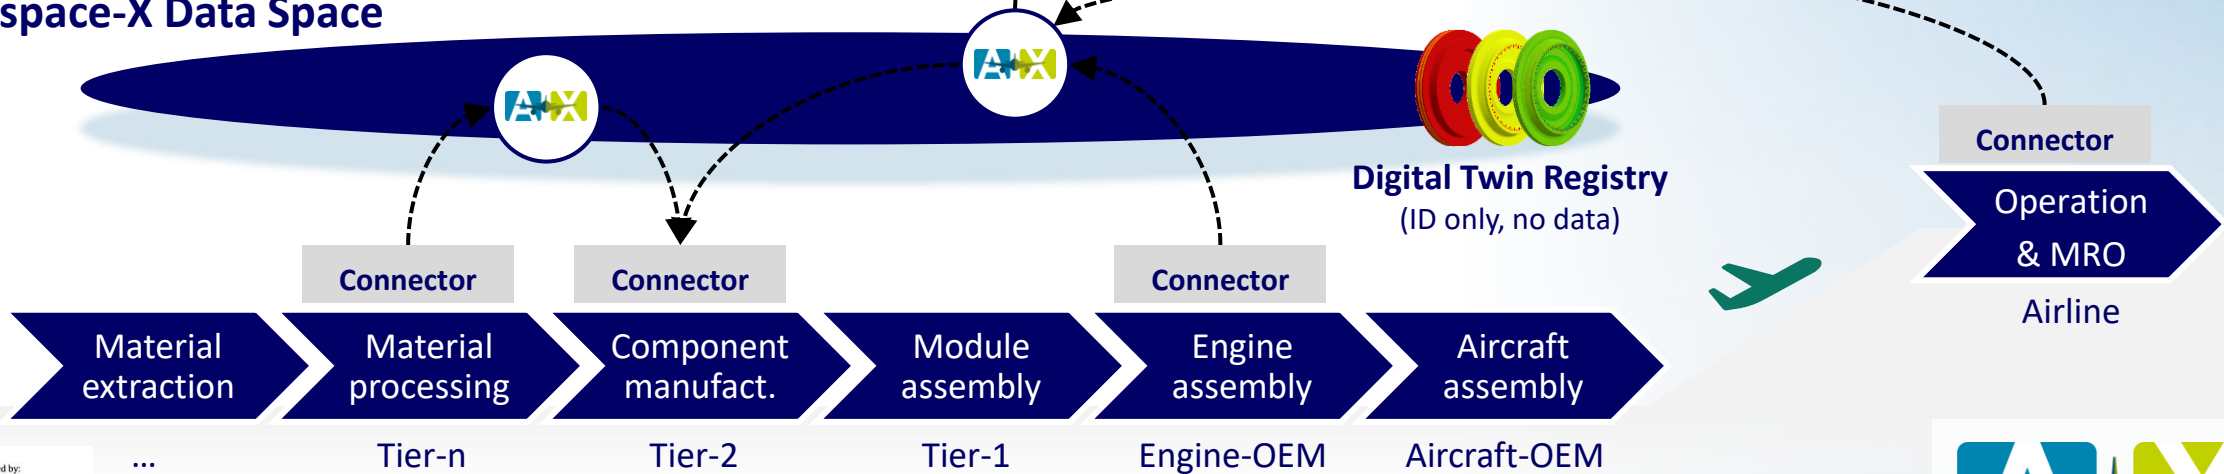 space-X Data Space
Digital Twin Registry
(ID only, no data)
Connector
Operation
& MRO
Airline
Connector
Connector
Connector
Material
extraction
Material
processing
Component
manufact.
Module
assembly
Engine
assembly
Aircraft
assembly
...
Tier-n
Tier-2
Tier-1
Engine-OEM
Aircraft-OEM
ed by: